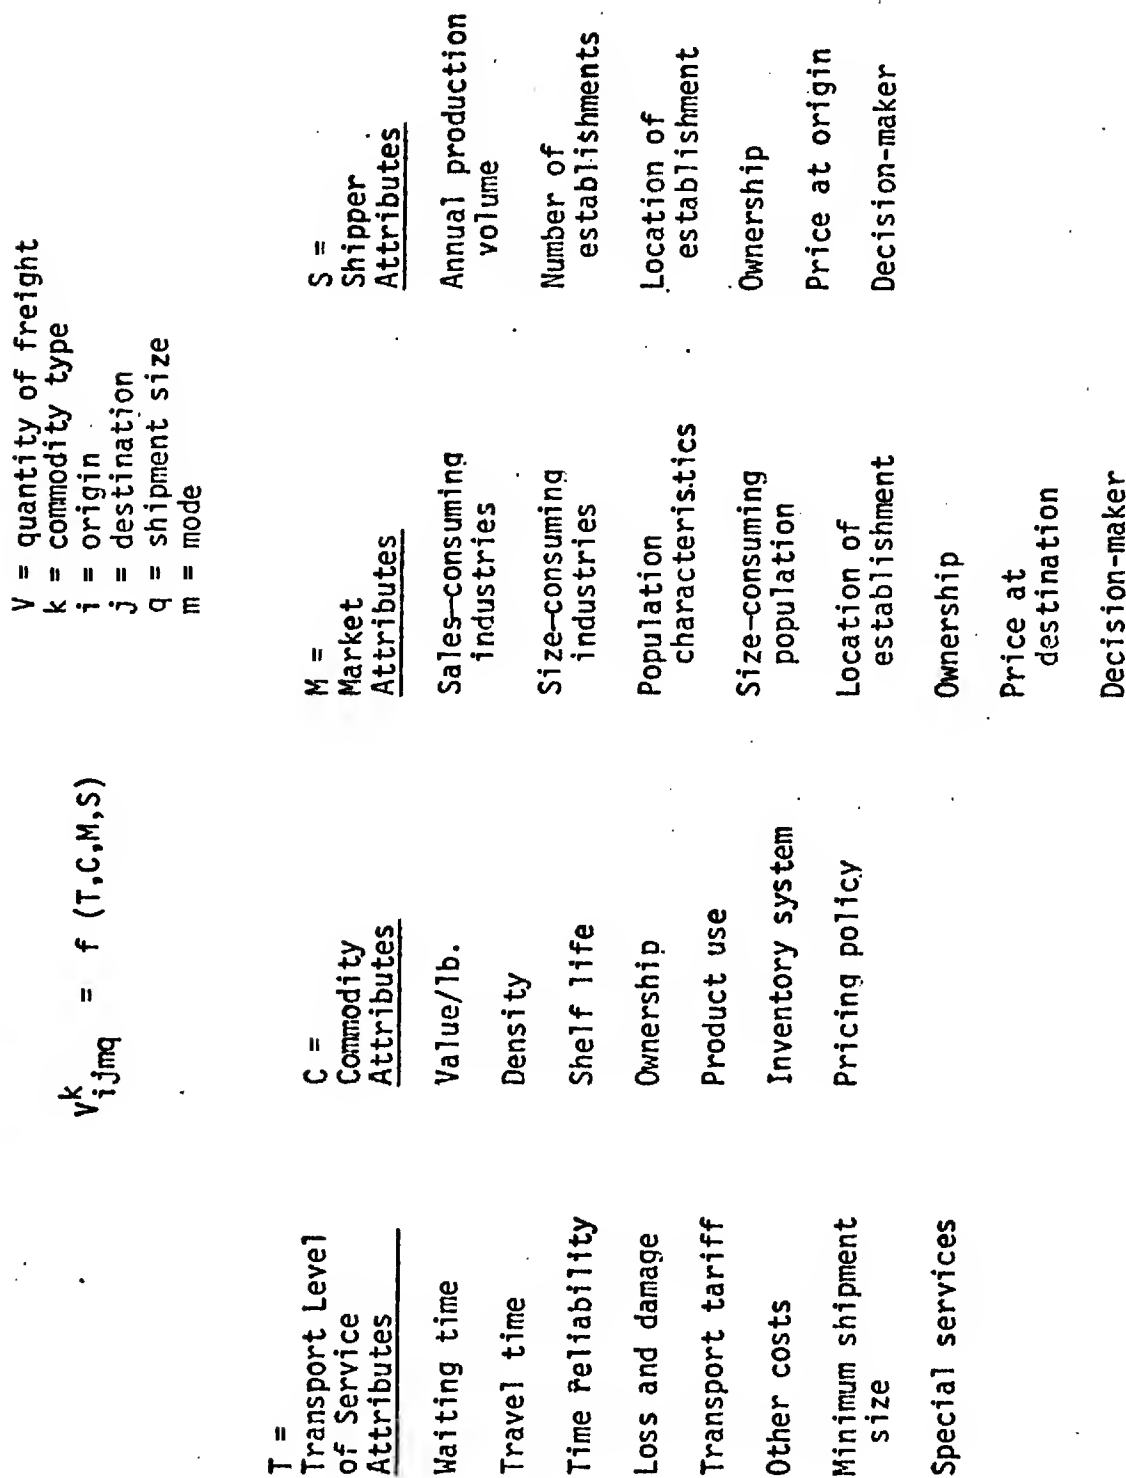 V^k_ijmq = f (T,C,M,S)
V = quantity of freight
k = commodity type
i = origin
j = destination
q = shipment size
m = mode
T =
Transport Level
of Service
Attributes
Waiting time
Travel time
Time reliability
Loss and damage
Transport tariff
Other costs
Minimum shipment
size
Special services
C =
Commodity
Attributes
Value/lb.
Density
Shelf life
Ownership
Product use
Inventory system
Pricing policy
M =
Market
Attributes
Sales-consuming
industries
Size-consuming
industries
Population
characteristics
Size-consuming
population
Location of
establishment
Ownership
Price at
destination
Decision-maker
S =
Shipper
Attributes
Annual production
volume
Number of
establishments
Location of
establishment
Ownership
Price at origin
Decision-maker